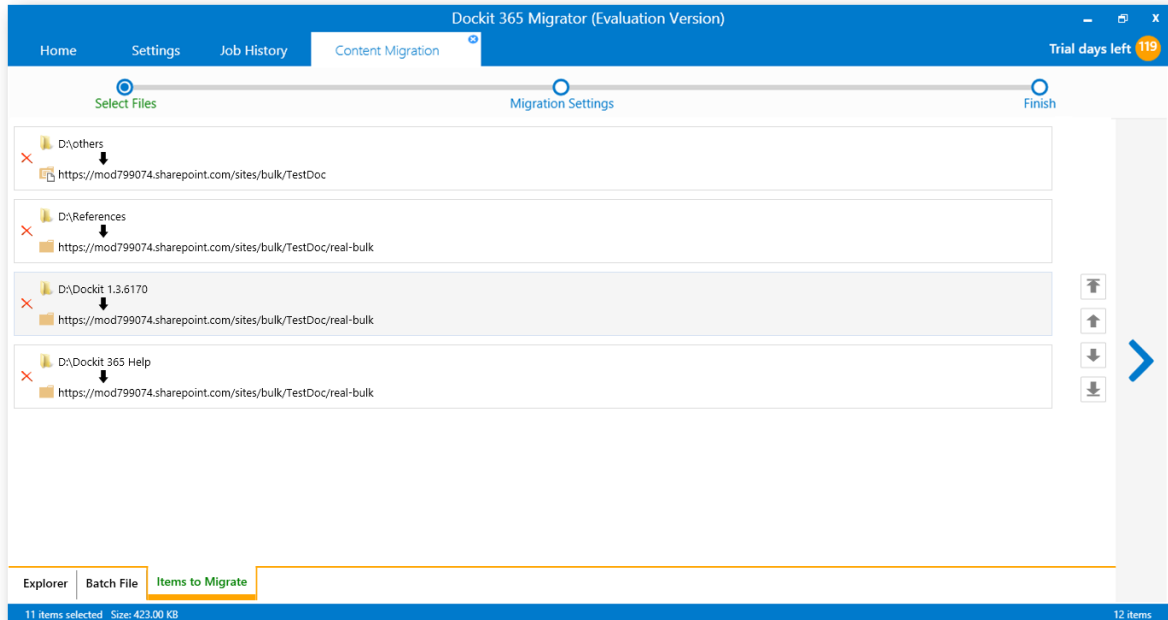 Dockit 365 Migrator (Evaluation Version)
Home Settings Job History Content Migration Trial days left 119
Select Files Migration Settings Finish
D:\others
https://mod799074.sharepoint.com/sites/bulk/TestDoc
D:\References
https://mod799074.sharepoint.com/sites/bulk/TestDoc/real-bulk
D:\Dockit 1.3.6170
https://mod799074.sharepoint.com/sites/bulk/TestDoc/real-bulk
D:\Dockit 365 Help
https://mod799074.sharepoint.com/sites/bulk/TestDoc/real-bulk
Explorer Batch File Items to Migrate
11 items selected Size: 423.00 KB 12 items